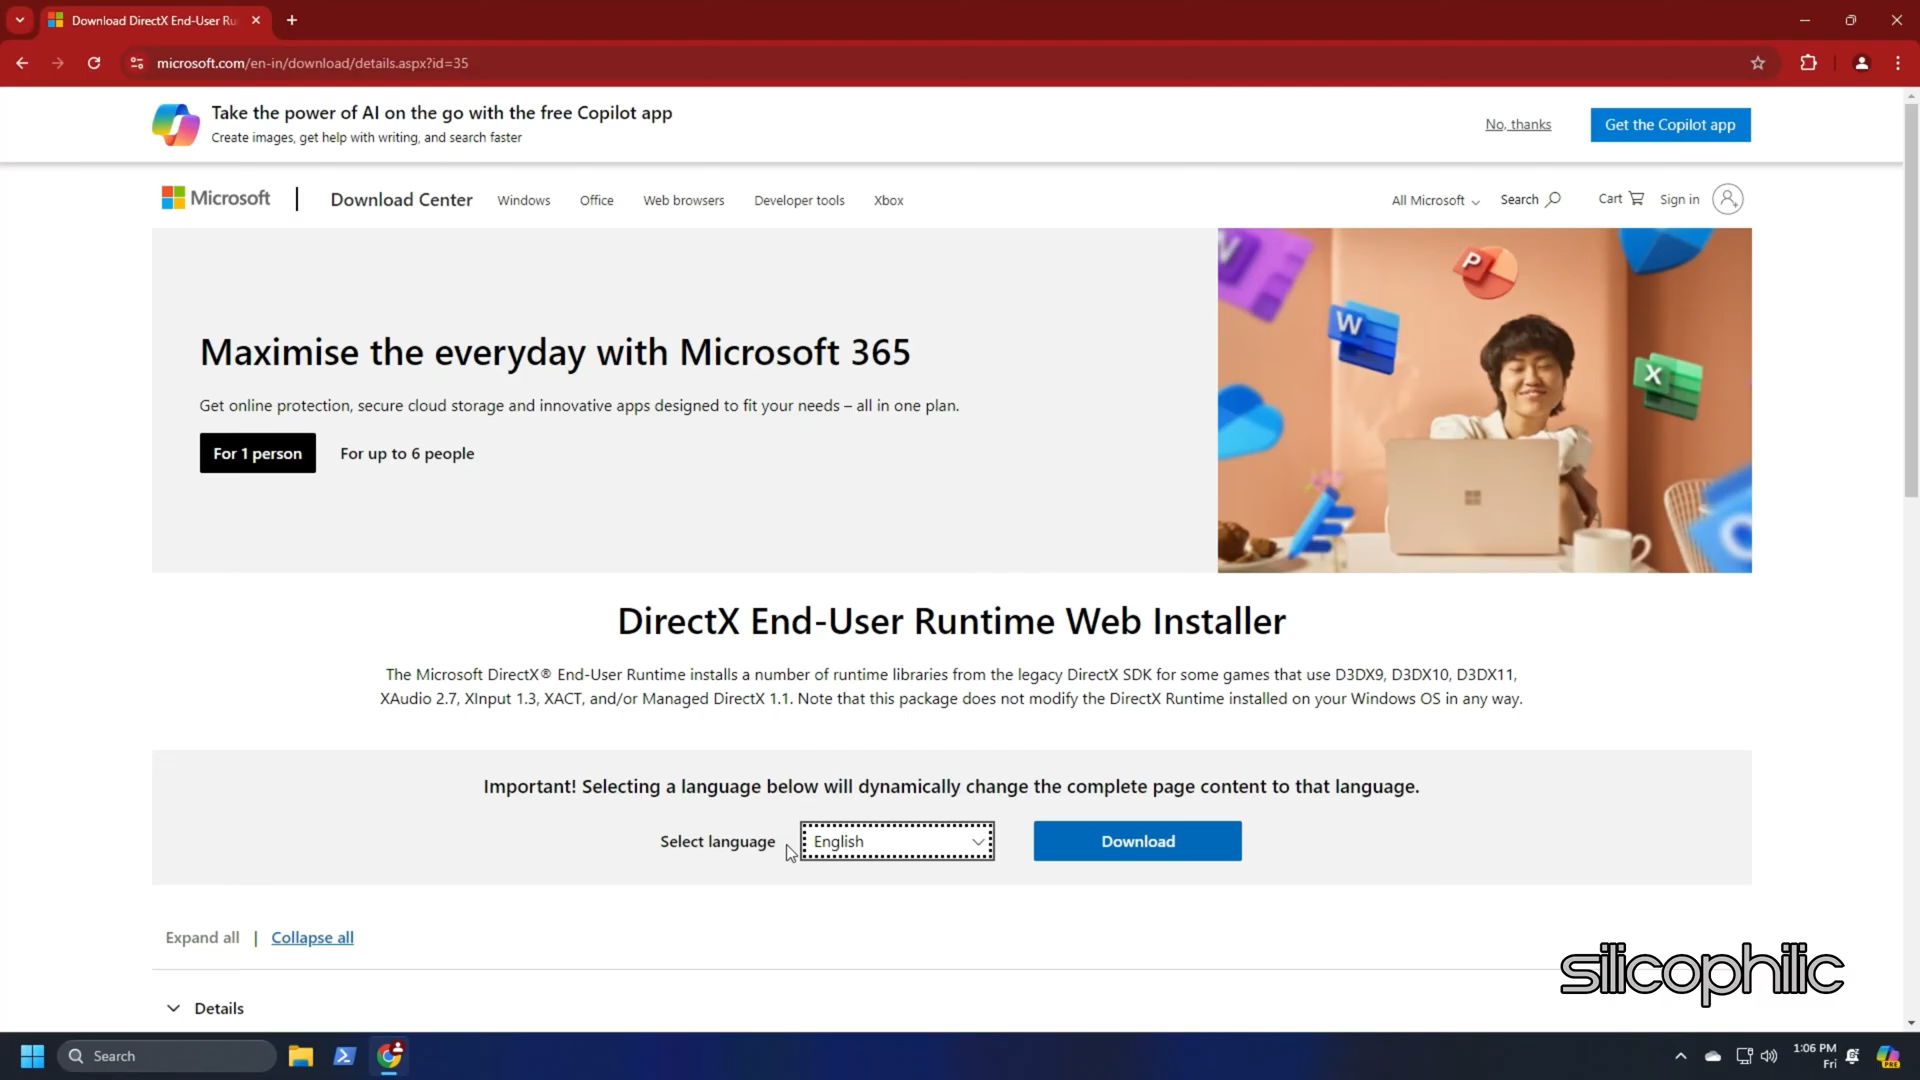 Download DirectX End-User Ru
microsoft.com/en-in/download/details.aspx?id=35
Take the power of AI on the go with the free Copilot app
Create images, get help with writing, and search faster
No, thanks
Get the Copilot app
Microsoft
Download Center
Windows
Office
Web browsers
Developer tools
Xbox
All Microsoft
Search
Cart
Sign in
Maximise the everyday with Microsoft 365
Get online protection, secure cloud storage and innovative apps designed to fit your needs – all in one plan.
For 1 person
For up to 6 people
N
P
W
X
DirectX End-User Runtime Web Installer
The Microsoft DirectX® End-User Runtime installs a number of runtime libraries from the legacy DirectX SDK for some games that use D3DX9, D3DX10, D3DX11,
XAudio 2.7, XInput 1.3, XACT, and/or Managed DirectX 1.1. Note that this package does not modify the DirectX Runtime installed on your Windows OS in any way.
Important! Selecting a language below will dynamically change the complete page content to that language.
Select language
English
Download
Expand all | Collapse all
silicophilic
Details
Search
1:06 PM
Fri
PRE